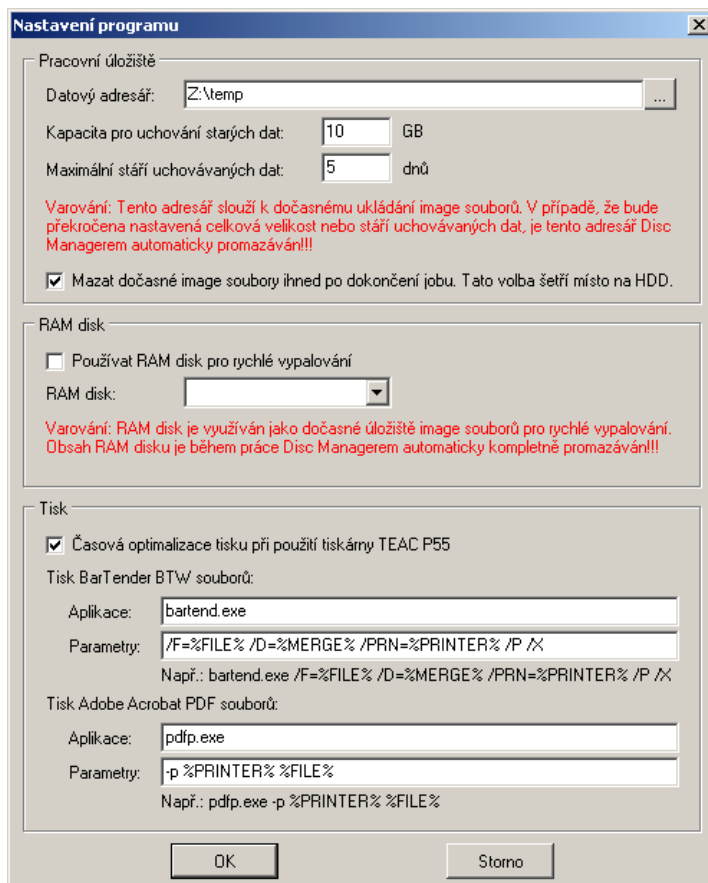 Nastavení programu
Pracovní úložiště
Datový adresář: Z:\temp ...
Kapacita pro uchování starých dat: 10 GB
Maximální stáří uchovávaných dat: 5 dnů
Varování: Tento adresář slouží k dočasnému ukládání image souborů. V případě, že bude
překročena nastavená celková velikost nebo stáří uchovávaných dat, je tento adresář Disc
Managerem automaticky promazáván!!!
Mazat dočasné image soubory ihned po dokončení jobu. Tato volba šetří místo na HDD.
RAM disk
Používat RAM disk pro rychlé vypalování
RAM disk:
Varování: RAM disk je využíván jako dočasné úložiště image souborů pro rychlé vypalování.
Obsah RAM disku je během práce Disc Managerem automaticky kompletně promazáván!!!
Tisk
Časová optimalizace tisku při použití tiskárny TEAC P55
Tisk BarTender BTW souborů:
Aplikace: bartend.exe
Parametry: /F=%FILE% /D=%MERGE% /PRN=%PRINTER% /P /X
Např.: bartend.exe /F=%FILE% /D=%MERGE% /PRN=%PRINTER% /P /X
Tisk Adobe Acrobat PDF souborů:
Aplikace: pdfp.exe
Parametry: -p %PRINTER% %FILE%
Např.: pdfp.exe -p %PRINTER% %FILE%
OK Storno